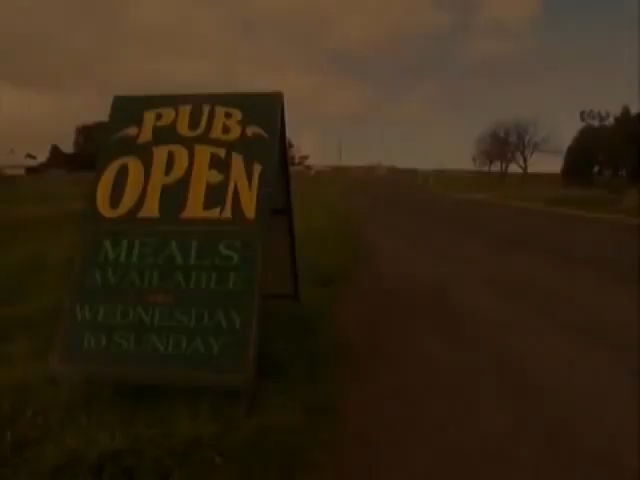 PUB
OPEN
MEALS
AVAILABLE
WEDNESDAY
TO SUNDAY